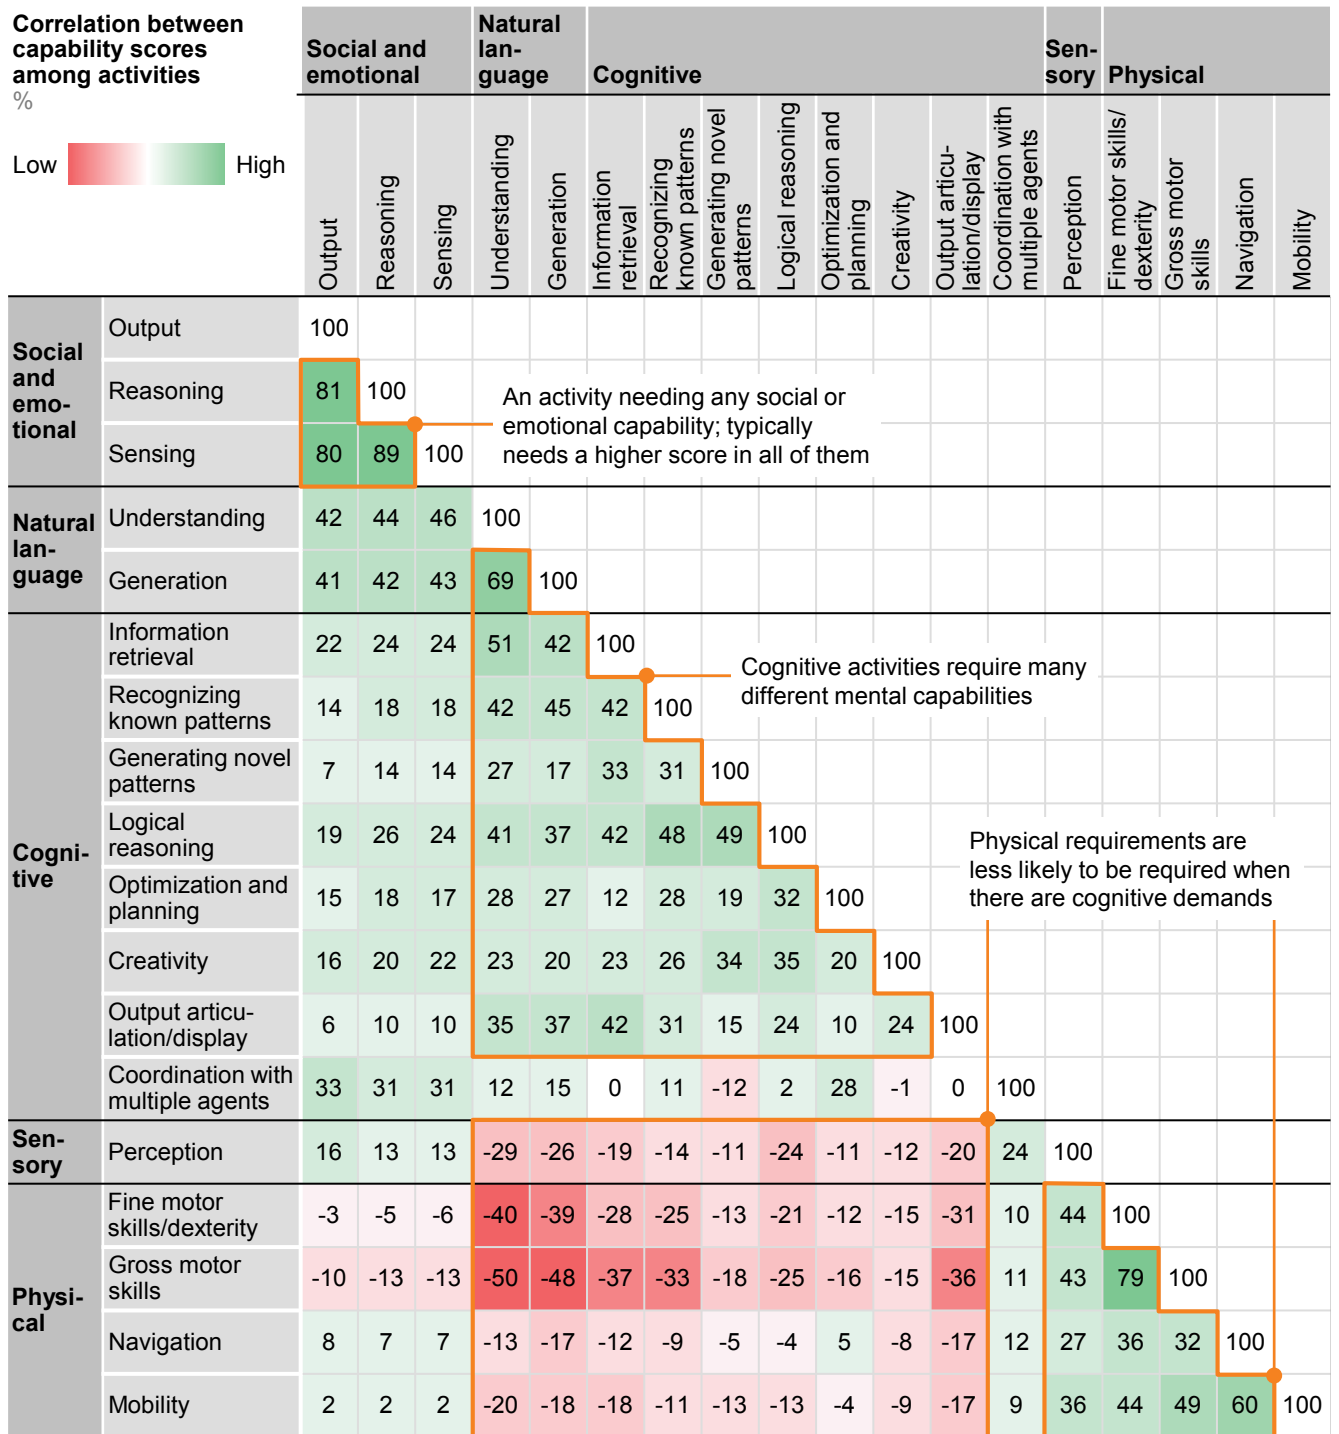 Correlation between
capability scores
among activities
%
Low High
Social and
emotional
Natural
lan-
guage
Cognitive
Sen-
sory
Physical
Output
Reasoning
Sensing
Understanding
Generation
Information
retrieval
Recognizing
known patterns
Generating novel
patterns
Logical reasoning
Optimization and
planning
Creativity
Output articu-
lation/display
Coordination with
multiple agents
Perception
Fine motor skills/
dexterity
Gross motor
skills
Navigation
Mobility
Social
and
emo-
tional
Output 100
Reasoning 81 100
Sensing 80 89 100
An activity needing any social or
emotional capability; typically
needs a higher score in all of them
Natural
lan-
guage
Understanding 42 44 46 100
Generation 41 42 43 69 100
Cogni-
tive
Information
retrieval
22 24 24 51 42 100
Cognitive activities require many
different mental capabilities
Recognizing
known patterns
14 18 18 42 45 42 100
Generating novel
patterns
7 14 14 27 17 33 31 100
Logical
reasoning
19 26 24 41 37 42 48 49 100
Physical requirements are
less likely to be required when
there are cognitive demands
Optimization and
planning
15 18 17 28 27 12 28 19 32 100
Creativity 16 20 22 23 20 23 26 34 35 20 100
Output articu-
lation/display
6 10 10 35 37 42 31 15 24 10 24 100
Coordination with
multiple agents
33 31 31 12 15 0 11 -12 2 28 -1 0 100
Sen-
sory
Perception 16 13 13 -29 -26 -19 -14 -11 -24 -11 -12 -20 24 100
Physi-
cal
Fine motor
skills/dexterity
-3 -5 -6 -40 -39 -28 -25 -13 -21 -12 -15 -31 10 44 100
Gross motor
skills
-10 -13 -13 -50 -48 -37 -33 -18 -25 -16 -15 -36 11 43 79 100
Navigation 8 7 7 -13 -17 -12 -9 -5 -4 5 -8 -17 12 27 36 32 100
Mobility 2 2 2 -20 -18 -18 -11 -13 -13 -4 -9 -17 9 36 44 49 60 100